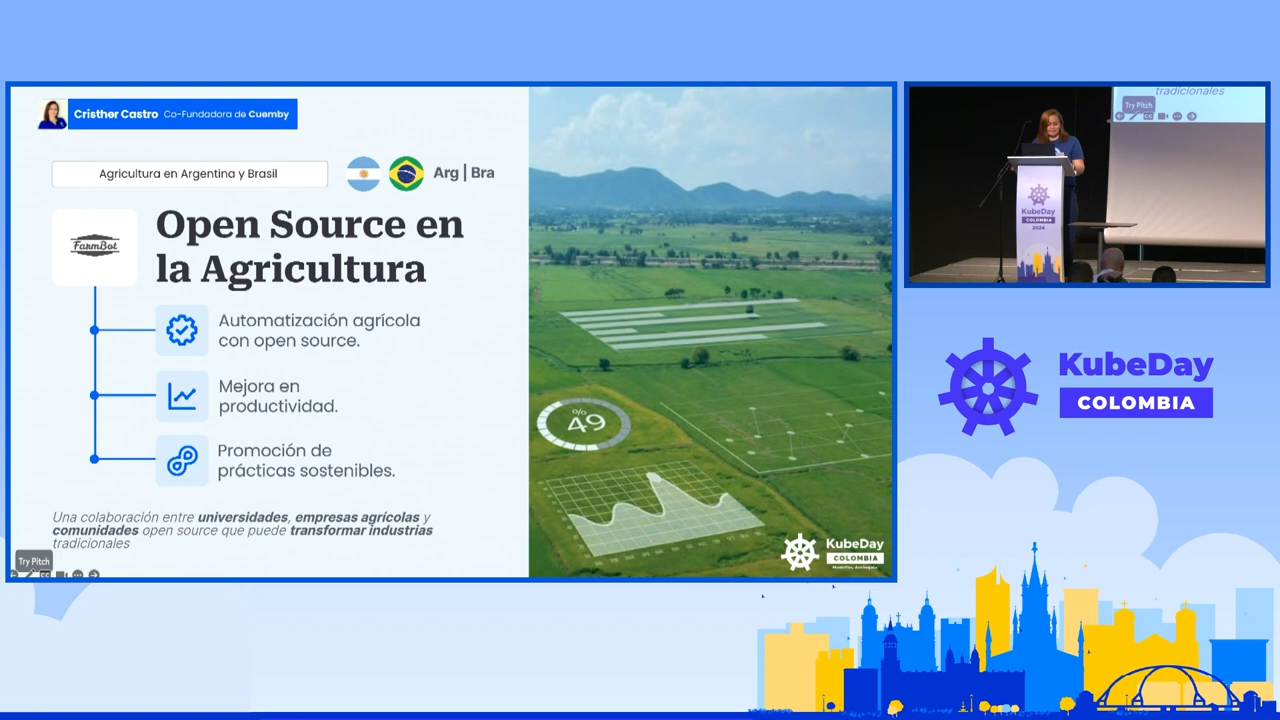 Cristher Castro Co-Fundadora de Cuemby
Agricultura en Argentina y Brasil
Arg | Bra
FarmBot
Open Source en
la Agricultura
Automatización agrícola
con open source.
Mejora en
productividad.
Promoción de
prácticas sostenibles.
Una colaboración entre universidades, empresas agrícolas y
comunidades open source que puede transformar industrias
tradicionales
Try Pitch
% 49
KubeDay
COLOMBIA
Medellín, Antioquia
tradicionales
Try Pitch
KubeDay
COLOMBIA
2024
KubeDay
COLOMBIA